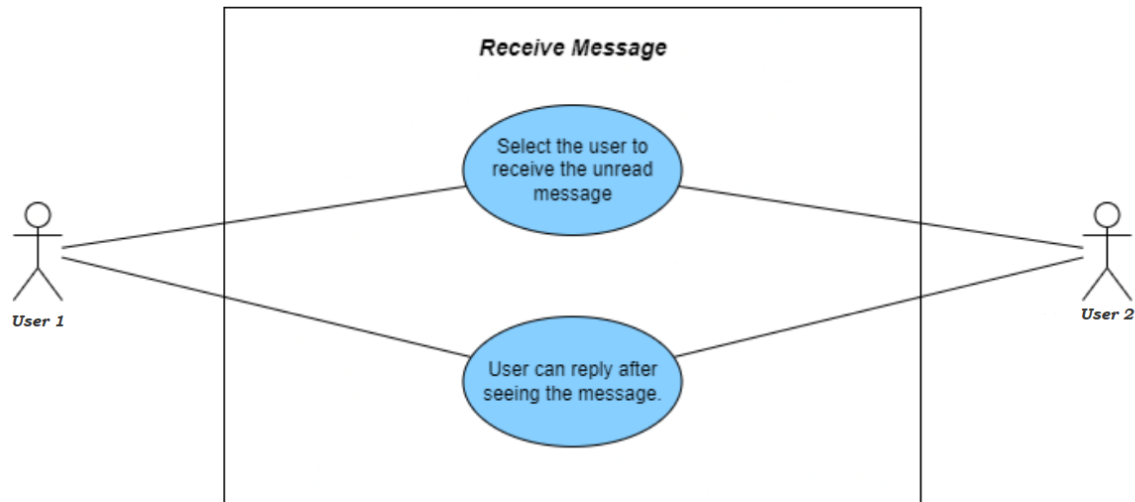 Receive Message
Select the user to
receive the unread
message
User 1
User 2
User can reply after
seeing the message.